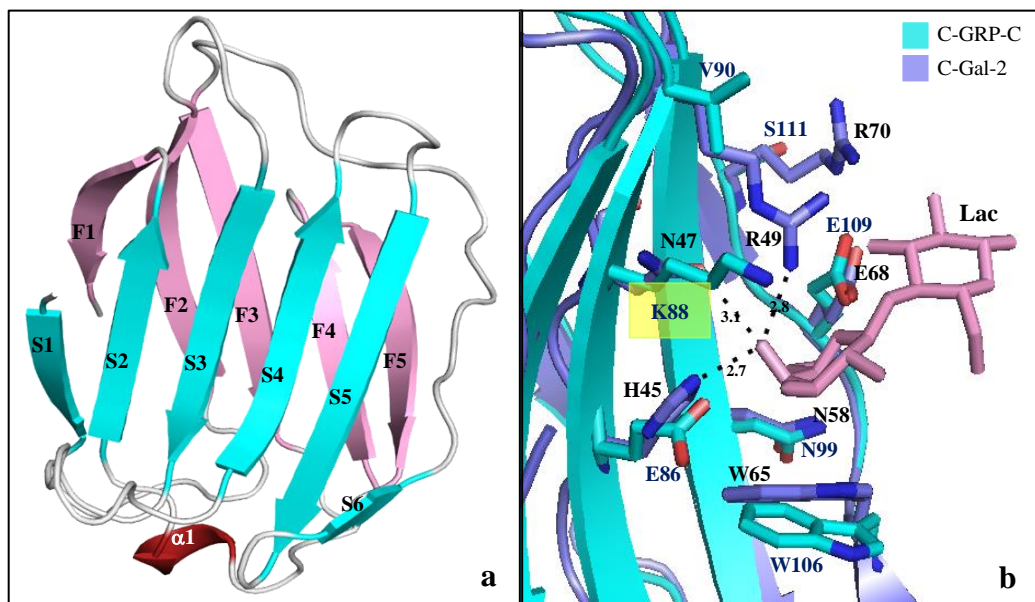 F1
F2
F3
F4
F5
S1
S2
S3
S4
S5
S6
α1
a
C-GRP-C
C-Gal-2
V90
S111
R70
N47
R49
E109
Lac
E68
K88
3.1
2.8
2.7
H45
N58
N99
E86
W65
W106
b